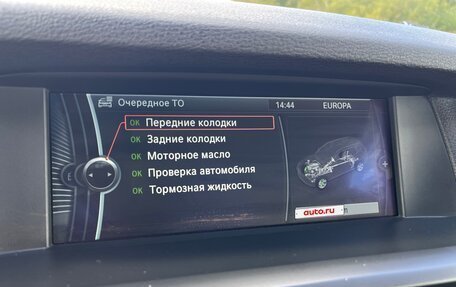 Очередное ТО 14:44 EUROPA
OK Передние колодки
OK Задние колодки
OK Моторное масло
OK Проверка автомобиля
OK Тормозная жидкость
auto.ru